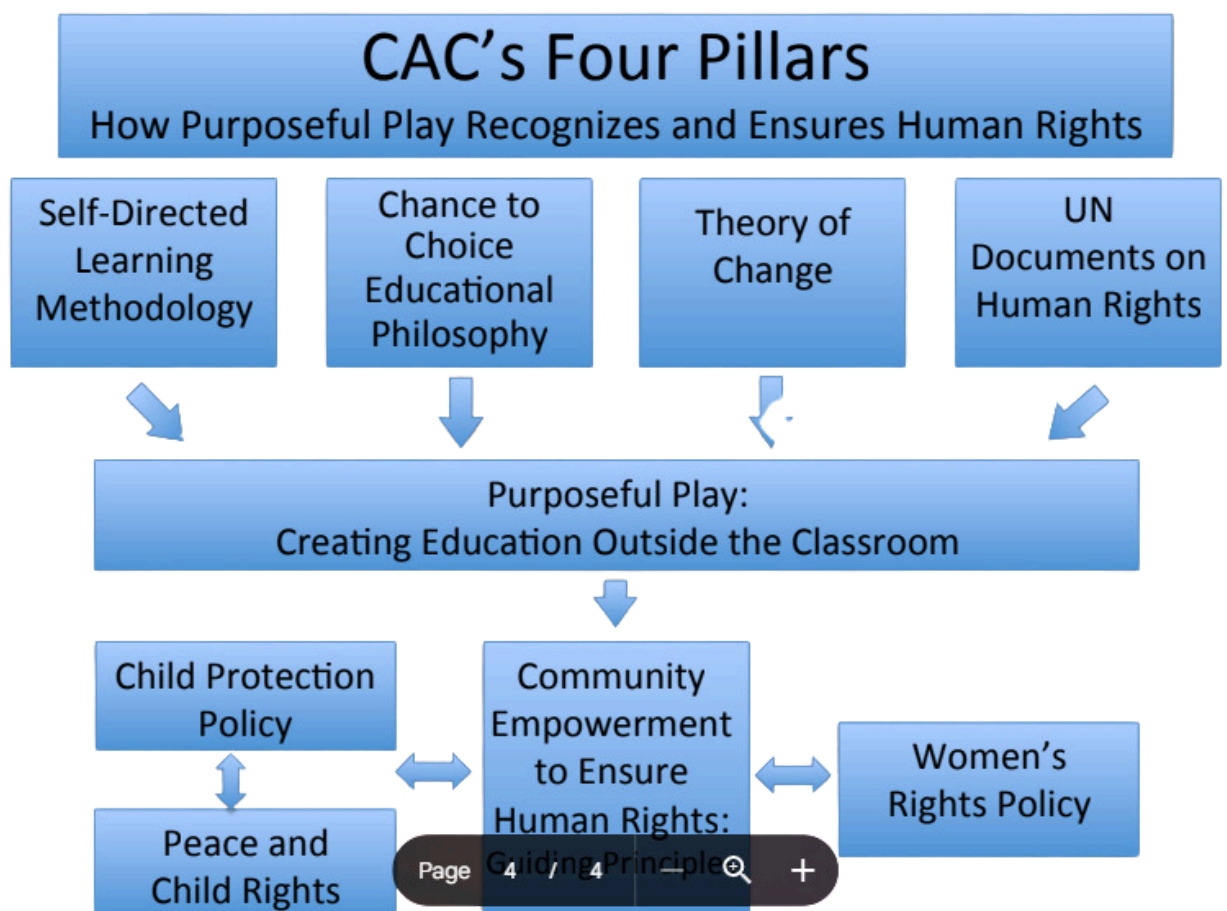 CAC’s Four Pillars
How Purposeful Play Recognizes and Ensures Human Rights
Self-Directed
Learning
Methodology
Chance to
Choice
Educational
Philosophy
Theory of
Change
UN
Documents on
Human Rights
Purposeful Play:
Creating Education Outside the Classroom
Child Protection
Policy
Peace and
Child Rights
Community
Empowerment
to Ensure
Human Rights:
Guiding Principles
Women’s
Rights Policy
Page 4 / 4 — +